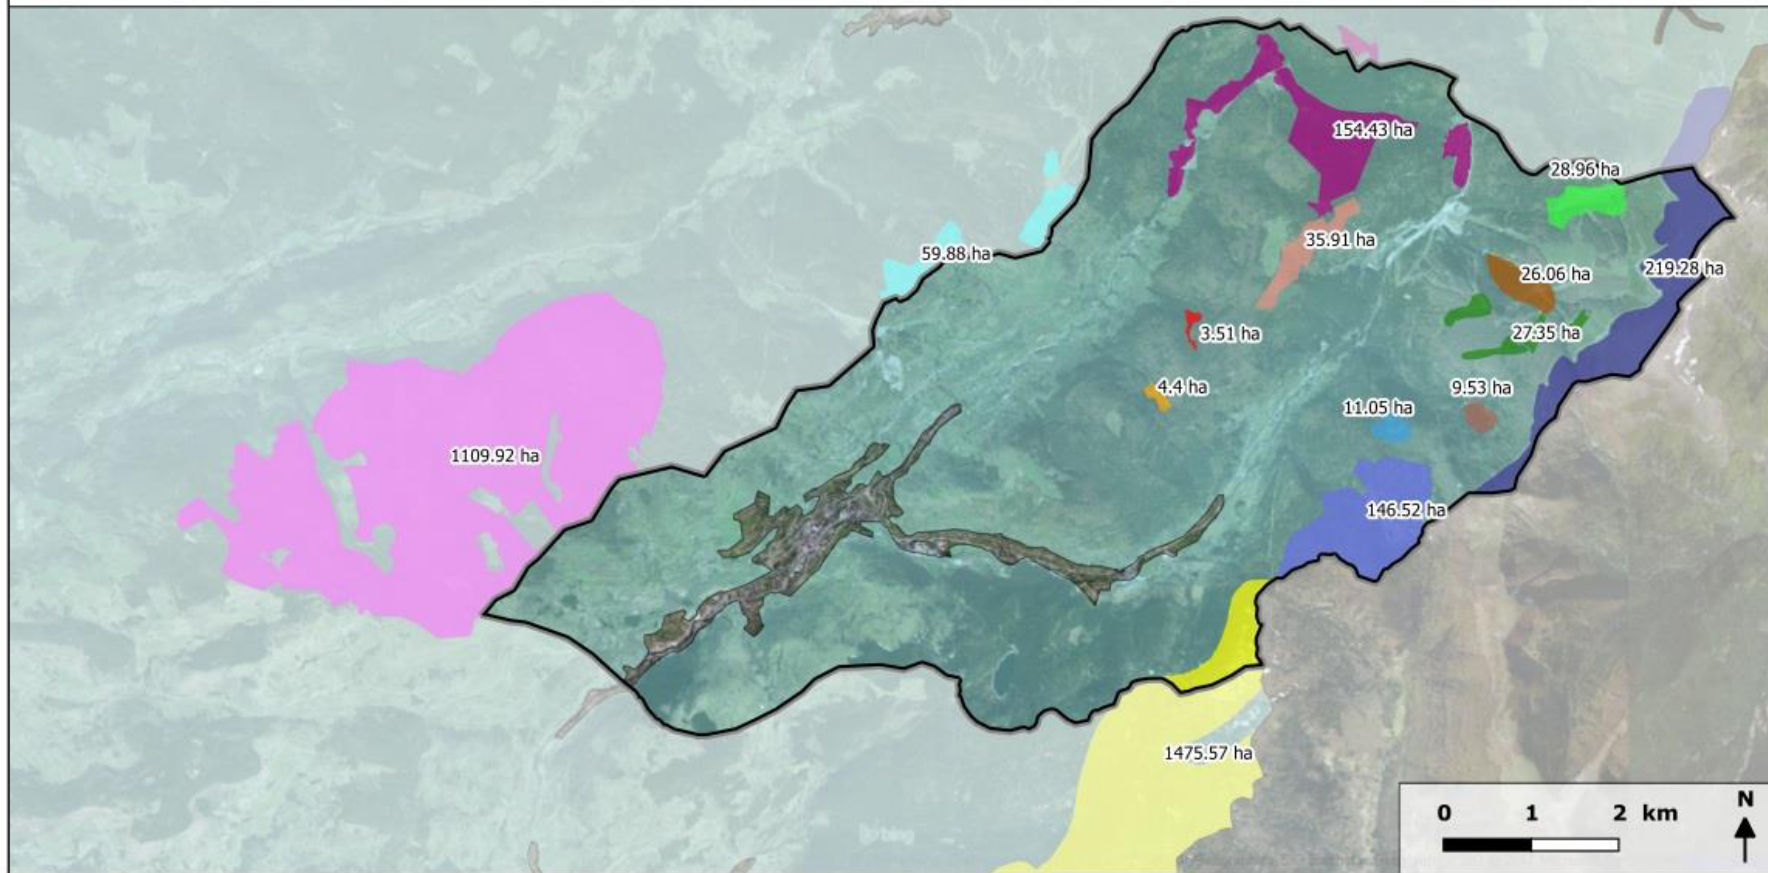 154.43 ha
28.96 ha
35.91 ha
59.88 ha
26.06 ha
219.28 ha
3.51 ha
27.35 ha
4.4 ha
9.53 ha
11.05 ha
1109.92 ha
146.52 ha
1475.57 ha
0 1 2 km
N
bing